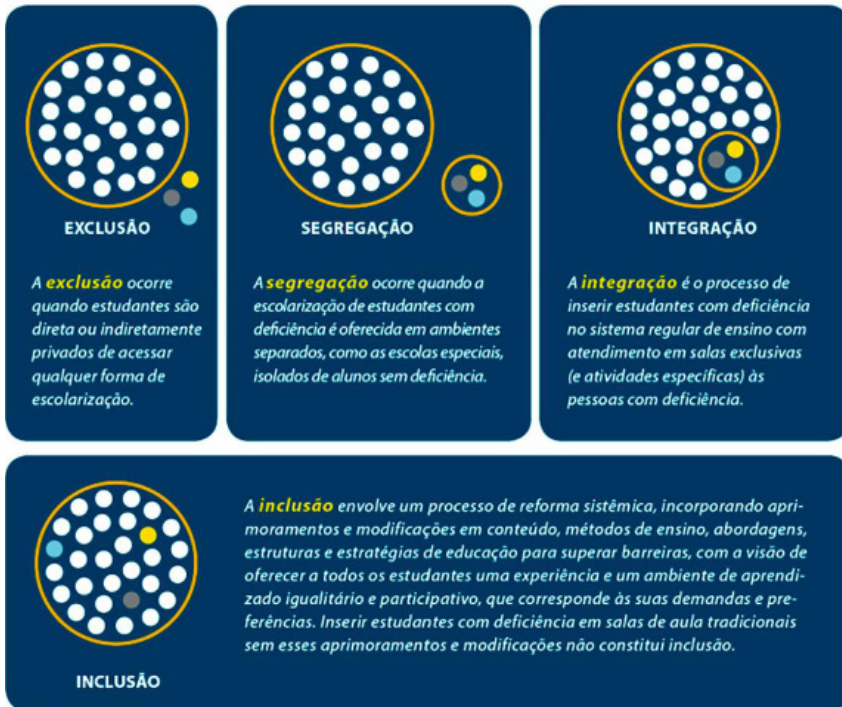 EXCLUSÃO
A exclusão ocorre
quando estudantes são
direta ou indiretamente
privados de acessar
qualquer forma de
escolarização.
SEGREGAÇÃO
A segregação ocorre quando a
escolarização de estudantes com
deficiência é oferecida em ambientes
separados, como as escolas especiais,
isolados de alunos sem deficiência.
INTEGRAÇÃO
A integração é o processo de
inserir estudantes com deficiência
no sistema regular de ensino com
atendimento em salas exclusivas
(e atividades específicas) às
pessoas com deficiência.
INCLUSÃO
A inclusão envolve um processo de reforma sistêmica, incorporando apri-
moramentos e modificações em conteúdo, métodos de ensino, abordagens,
estruturas e estratégias de educação para superar barreiras, com a visão de
oferecer a todos os estudantes uma experiência e um ambiente de aprendi-
zado igualitário e participativo, que corresponde às suas demandas e pre-
ferências. Inserir estudantes com deficiência em salas de aula tradicionais
sem esses aprimoramentos e modificações não constitui inclusão.